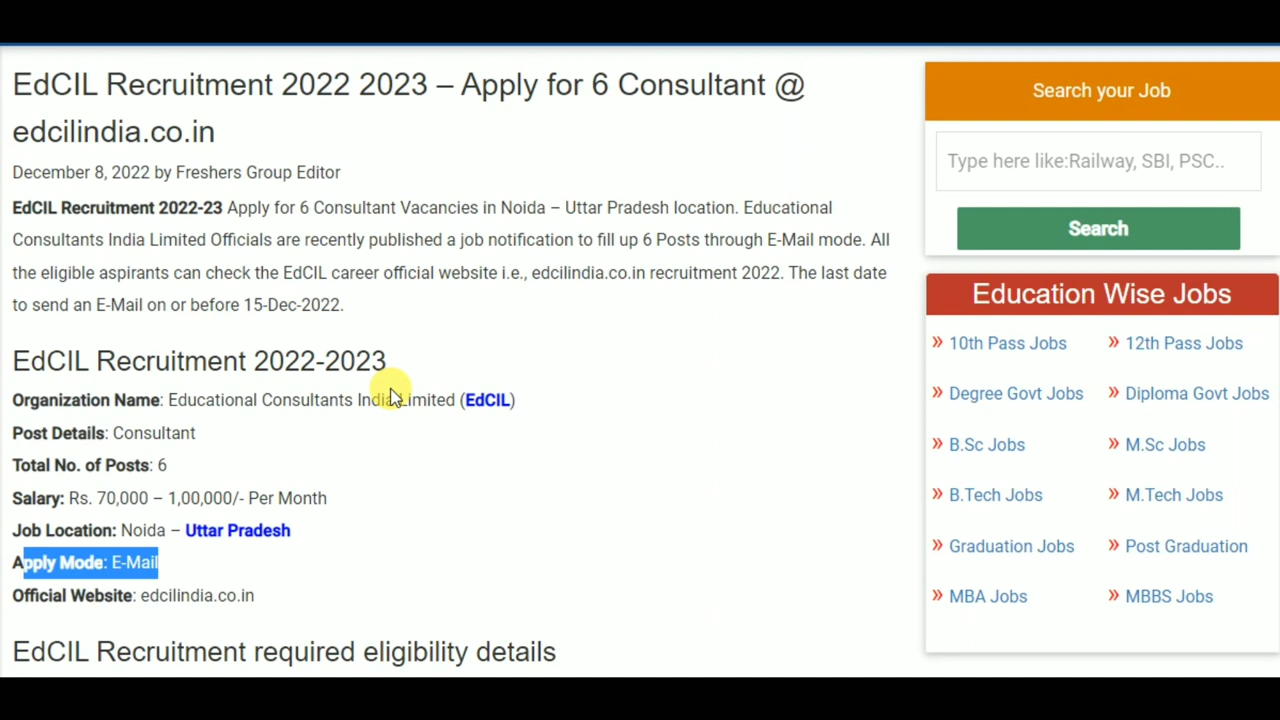 EdCIL Recruitment 2022 2023 – Apply for 6 Consultant @
edcilindia.co.in
December 8, 2022 by Freshers Group Editor
EdCIL Recruitment 2022-23 Apply for 6 Consultant Vacancies in Noida – Uttar Pradesh location. Educational
Consultants India Limited Officials are recently published a job notification to fill up 6 Posts through E-Mail mode. All
the eligible aspirants can check the EdCIL career official website i.e., edcilindia.co.in recruitment 2022. The last date
to send an E-Mail on or before 15-Dec-2022.
EdCIL Recruitment 2022-2023
Organization Name: Educational Consultants India Limited (EdCIL)
Post Details: Consultant
Total No. of Posts: 6
Salary: Rs. 70,000 – 1,00,000/- Per Month
Job Location: Noida – Uttar Pradesh
Apply Mode: E-Mail
Official Website: edcilindia.co.in
EdCIL Recruitment required eligibility details
Search your Job
Type here like:Railway, SBI, PSC..
Search
Education Wise Jobs
» 10th Pass Jobs » 12th Pass Jobs
» Degree Govt Jobs » Diploma Govt Jobs
» B.Sc Jobs » M.Sc Jobs
» B.Tech Jobs » M.Tech Jobs
» Graduation Jobs » Post Graduation
» MBA Jobs » MBBS Jobs